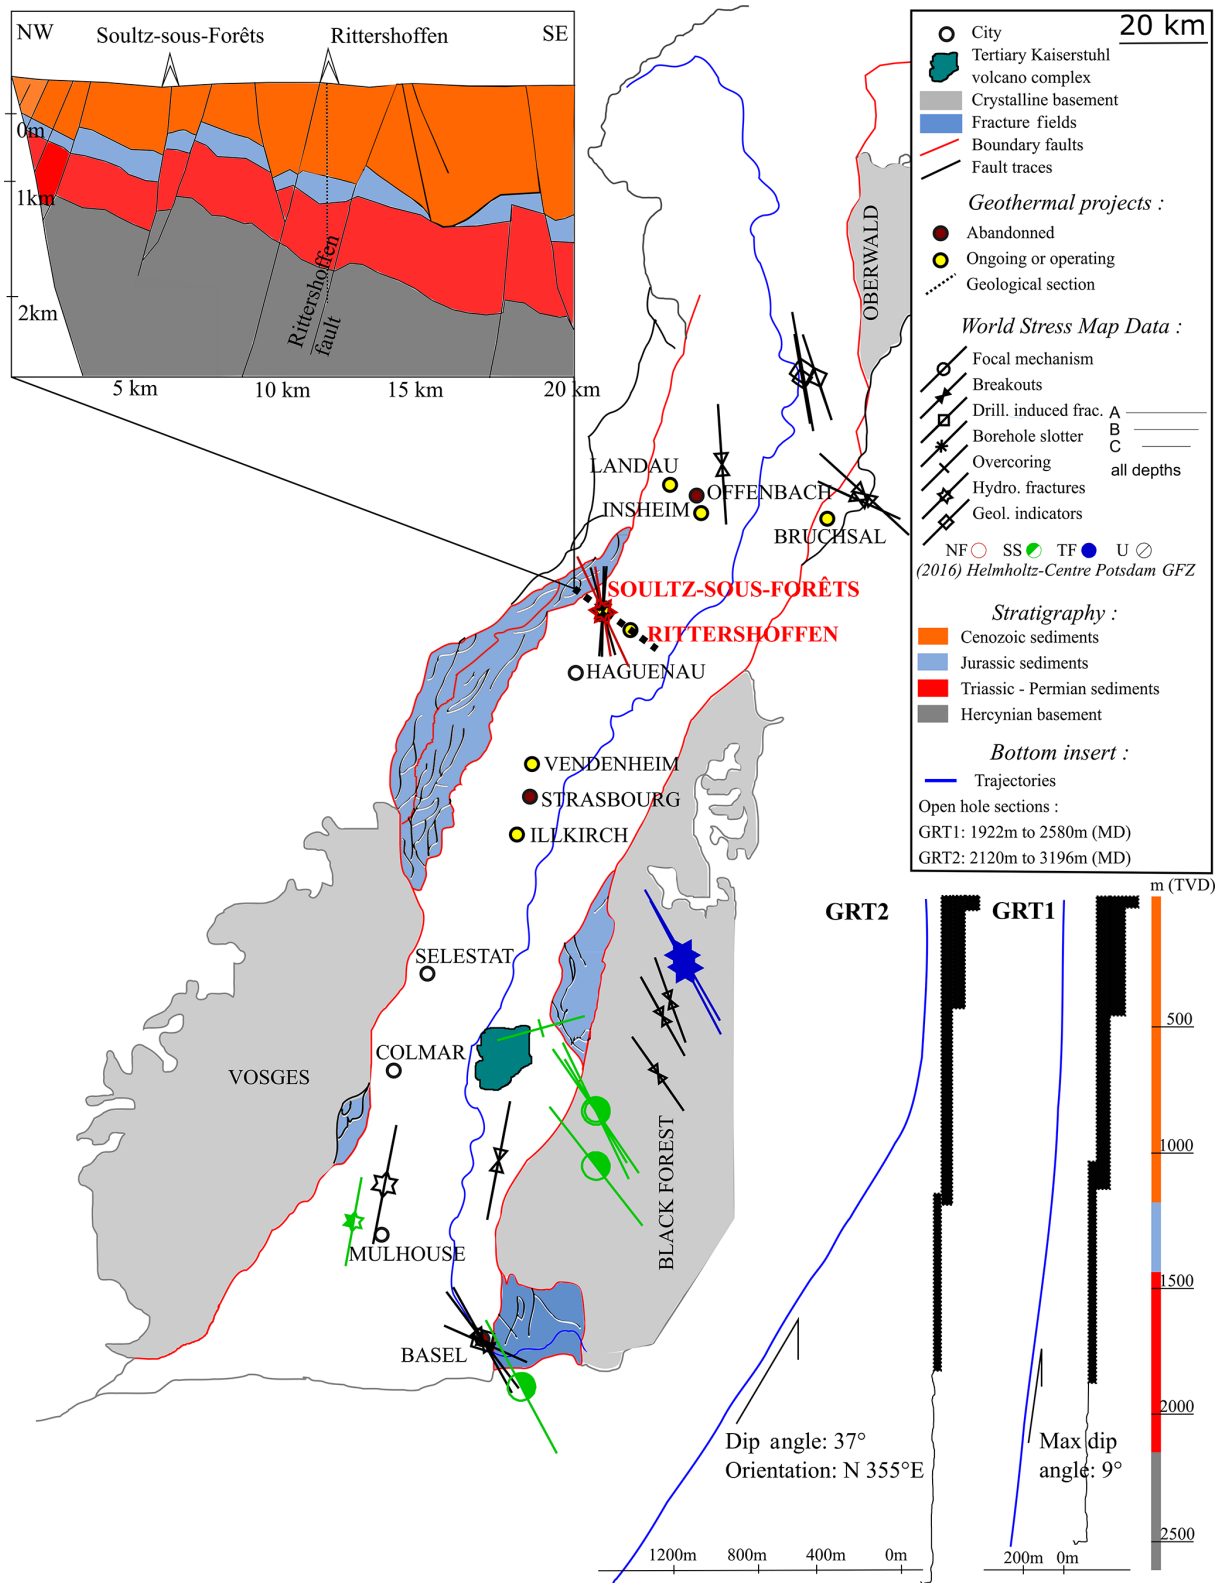 NW
Soultz-sous-Forêts
Rittershoffen
SE
0m
1km
2km
Rittershoffen
fault
5 km
10 km
15 km
20 km
20 km
City
Tertiary Kaiserstuhl
volcano complex
Crystalline basement
Fracture fields
Boundary faults
Fault traces
Geothermal projects :
Abandonned
Ongoing or operating
Geological section
World Stress Map Data :
Focal mechanism
Breakouts
Drill. induced frac.
Borehole slotter
Overcoring
Hydro. fractures
Geol. indicators
A
B
C
all depths
NF SS TF U
(2016) Helmholtz-Centre Potsdam GFZ
Stratigraphy :
Cenozoic sediments
Jurassic sediments
Triassic - Permian sediments
Hercynian basement
Bottom insert :
Trajectories
Open hole sections :
GRT1: 1922m to 2580m (MD)
GRT2: 2120m to 3196m (MD)
OBERWALD
LANDAU
OFFENBACH
INSHEIM
BRUCHSAL
SOULTZ-SOUS-FORÊTS
RITTERSHOFFEN
HAGUENAU
VENDENHEIM
STRASBOURG
ILLKIRCH
SELESTAT
COLMAR
VOSGES
BLACK FOREST
MULHOUSE
BASEL
m (TVD)
GRT2
GRT1
500
1000
1500
2000
2500
Dip angle: 37°
Orientation: N 355°E
Max dip
angle: 9°
1200m
800m
400m
0m
200m
0m